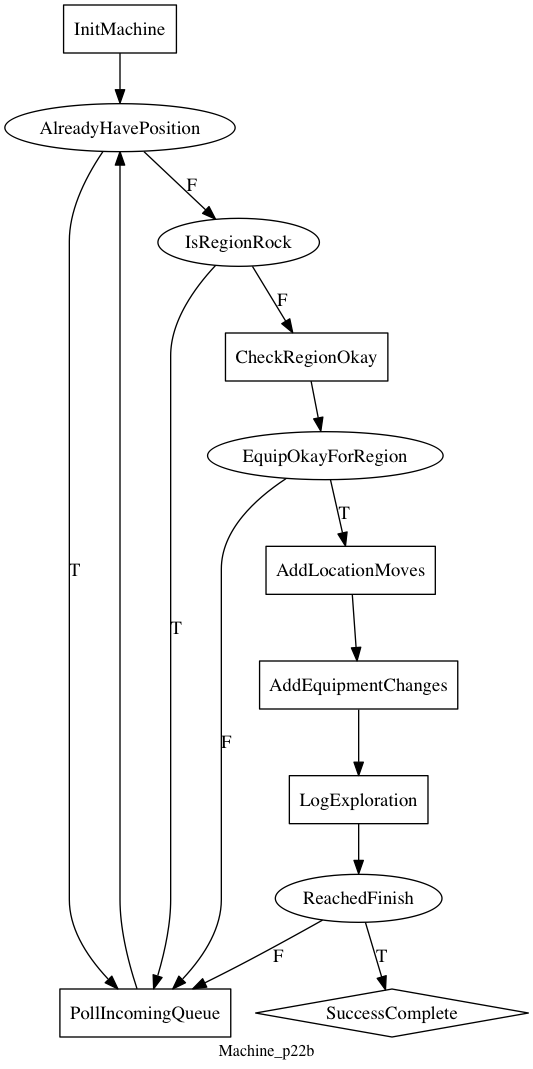 InitMachine
AlreadyHavePosition
F
IsRegionRock
F
CheckRegionOkay
EquipOkayForRegion
T
T
AddLocationMoves
T
AddEquipmentChanges
F
LogExploration
ReachedFinish
F
T
PollIncomingQueue
SuccessComplete
Machine_p22b